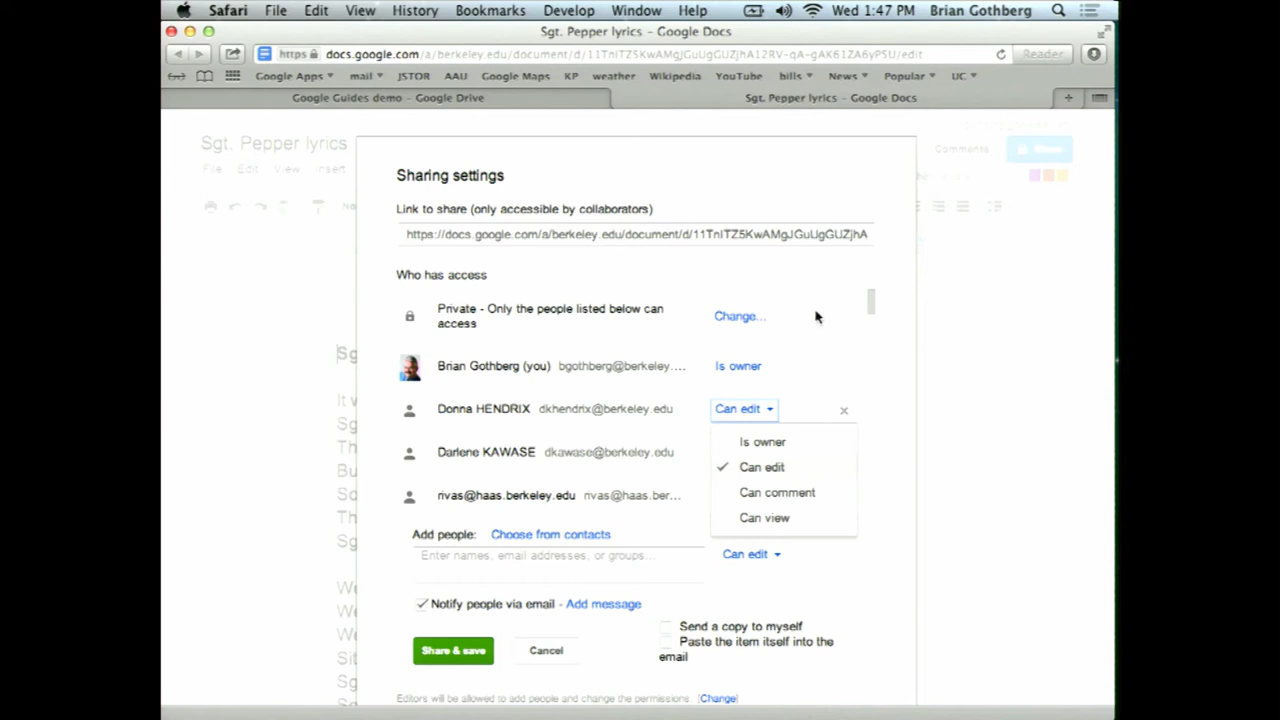 Safari File Edit View History Bookmarks Develop Window Help Wed 1:47 PM Brian Gothberg
Sgt. Pepper lyrics – Google Docs
https docs.google.com/a/berkeley.edu/document/d/11TnITZ5KwAMgJGuUgGUZjhA12RV-qA-gAK61ZA6yP5U/edit Reader
Google Apps mail JSTOR AAU Google Maps KP weather Wikipedia YouTube bills News Popular UC
Google Guides demo – Google Drive Sgt. Pepper lyrics – Google Docs
Sgt. Pepper lyrics
Comments
File Edit View Insert
Sharing settings
Link to share (only accessible by collaborators)
https://docs.google.com/a/berkeley.edu/document/d/11TnITZ5KwAMgJGuUgGUZjhA
Who has access
Private - Only the people listed below can access Change...
Brian Gothberg (you) bgothberg@berkeley.... Is owner
Donna HENDRIX dkhendrix@berkeley.edu Can edit
Is owner
Darlene KAWASE dkawase@berkeley.edu
Can edit
Can comment
rivas@haas.berkeley.edu rivas@haas.ber...
Can view
Add people: Choose from contacts
Enter names, email addresses, or groups... Can edit
Notify people via email - Add message
Send a copy to myself
Paste the item itself into the email
Share & save Cancel
Editors will be allowed to add people and change the permissions. [Change]